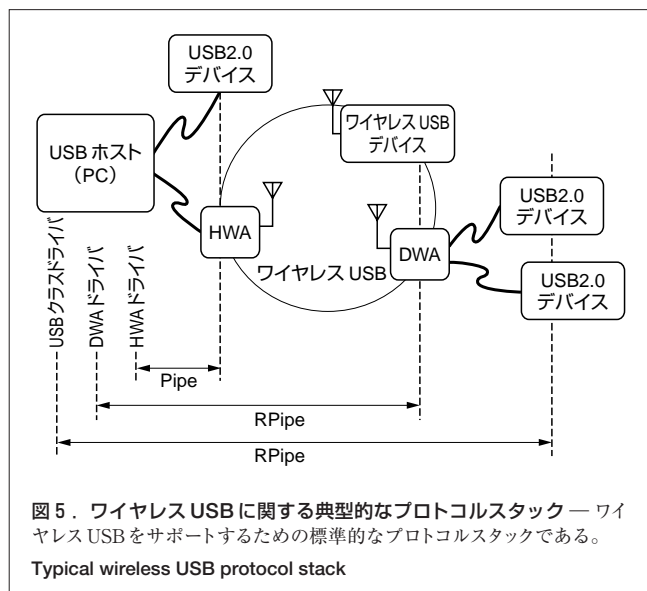 USB2.0
デバイス
ワイヤレス USB
デバイス
USB ホスト
（PC）
USB2.0
デバイス
HWA
DWA
ワイヤレス USB
USB2.0
デバイス
USBクラスドライバ
DWAドライバ
HWAドライバ
Pipe
RPipe
RPipe
図 5．ワイヤレス USB に関する典型的なプロトコルスタック — ワイ
ヤレス USB をサポートするための標準的なプロトコルスタックである。
Typical wireless USB protocol stack